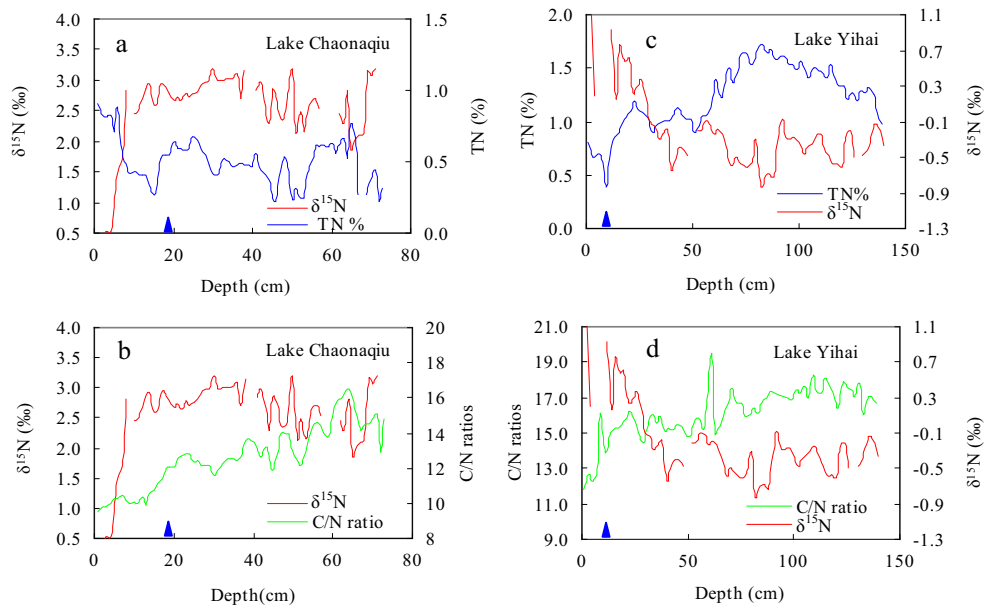 a
Lake Chaonaqiu
4.0
3.5
3.0
2.5
2.0
1.5
1.0
0.5
δ¹⁵N (‰)
1.5
1.0
0.5
0.0
TN (%)
δ¹⁵N
TN %
0
20
40
60
80
Depth (cm)
c
Lake Yihai
2.0
1.5
1.0
0.5
0.0
TN (%)
1.1
0.7
0.3
-0.1
-0.5
-0.9
-1.3
δ¹⁵N (‰)
TN%
δ¹⁵N
0
50
100
150
Depth (cm)
b
Lake Chaonaqiu
4.0
3.5
3.0
2.5
2.0
1.5
1.0
0.5
δ¹⁵N (‰)
20
18
16
14
12
10
8
C/N ratios
δ¹⁵N
C/N ratio
0
20
40
60
80
Depth(cm)
d
Lake Yihai
21.0
19.0
17.0
15.0
13.0
11.0
9.0
C/N ratios
1.1
0.7
0.3
-0.1
-0.5
-0.9
-1.3
δ¹⁵N (‰)
C/N ratio
δ¹⁵N
0
50
100
150
Depth (cm)